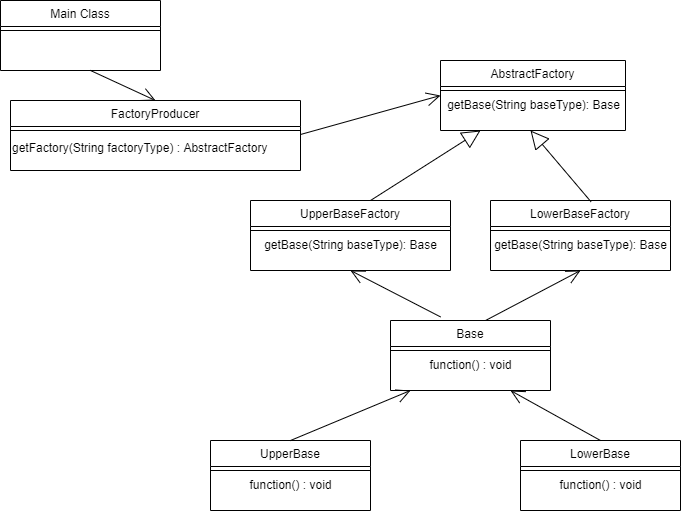 Main Class
FactoryProducer
getFactory(String factoryType) : AbstractFactory
AbstractFactory
getBase(String baseType): Base
UpperBaseFactory
getBase(String baseType): Base
LowerBaseFactory
getBase(String baseType): Base
Base
function() : void
UpperBase
function() : void
LowerBase
function() : void